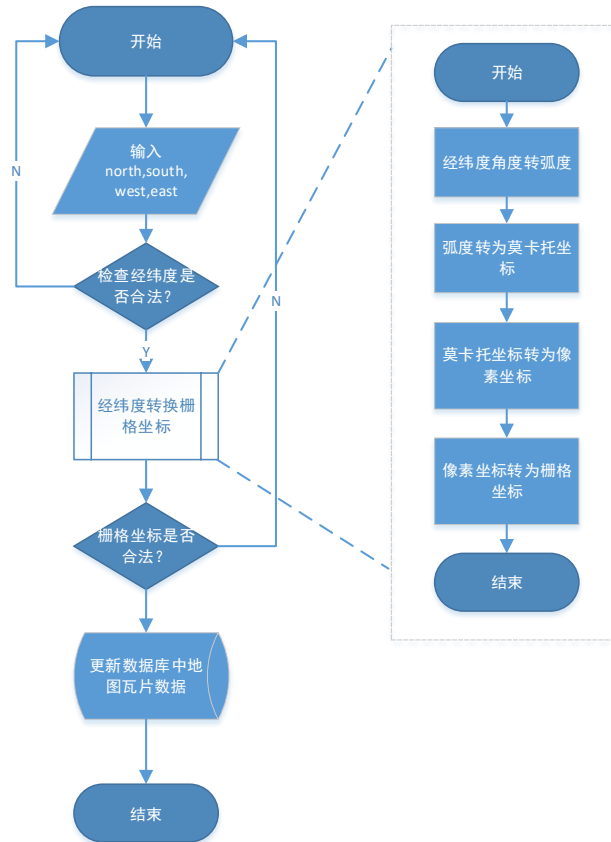 开始
输入
north,south,
west,east
N
检查经纬度是
否合法？
N
Y
经纬度转换栅
格坐标
栅格坐标是否
合法？
更新数据库中地
图瓦片数据
结束
开始
经纬度角度转弧度
弧度转为莫卡托坐
标
莫卡托坐标转为像
素坐标
像素坐标转为栅格
坐标
结束